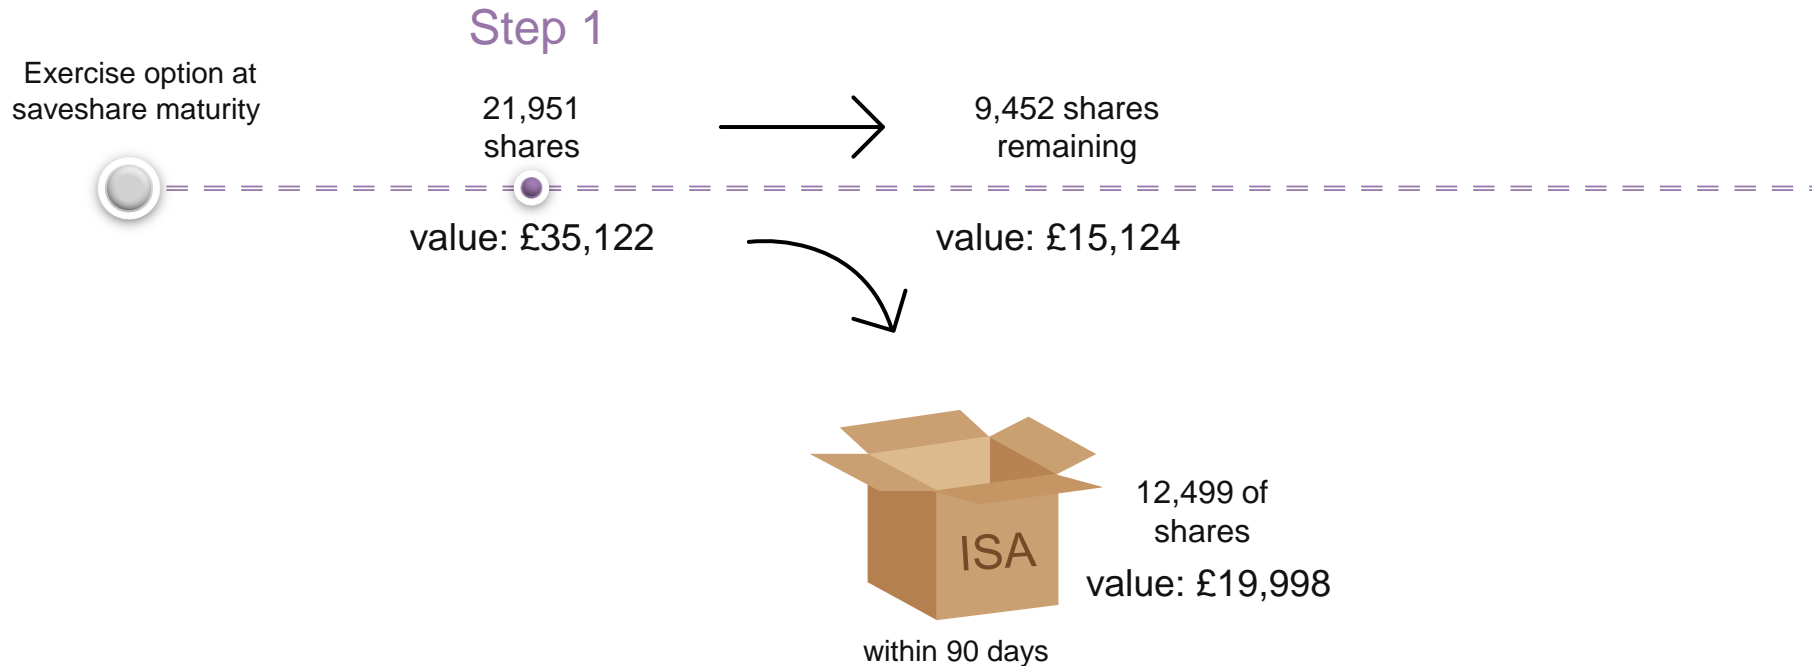 Step 1
Exercise option at
saveshare maturity
21,951
shares
9,452 shares
remaining
value: £35,122
value: £15,124
ISA
12,499 of
shares
value: £19,998
within 90 days